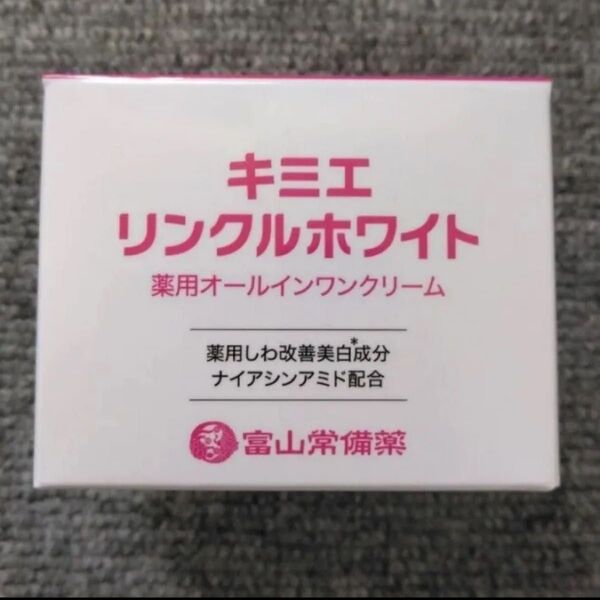 キミエ
リンクルホワイト
薬用オールインワンクリーム
薬用しわ改善美白*成分
ナイアシンアミド配合
富山常備薬